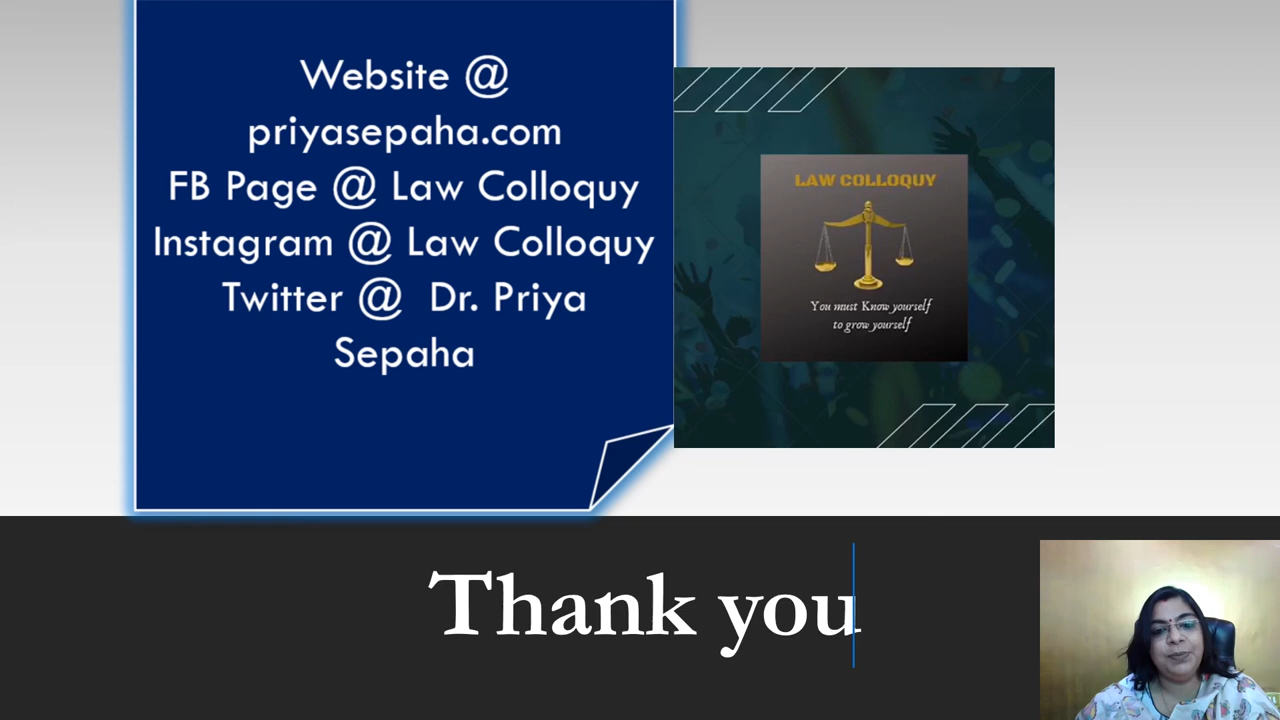 Website @
priyasepaha.com
FB Page @ Law Colloquy
Instagram @ Law Colloquy
Twitter @  Dr. Priya
Sepaha
LAW COLLOQUY
You must Know yourself
to grow yourself
Thank you